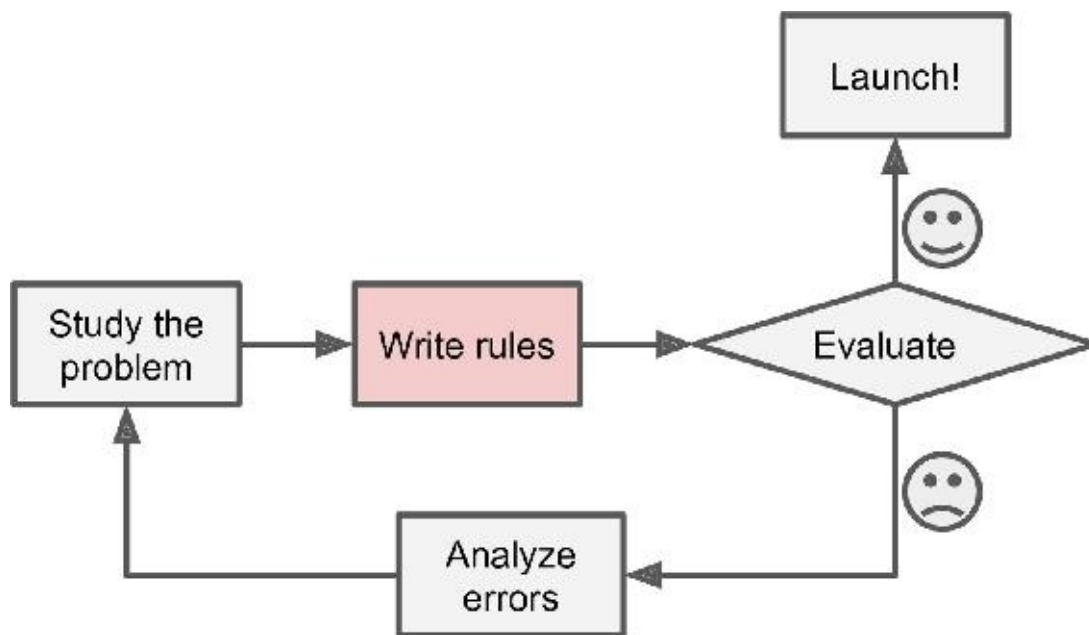 Launch!
Study the
problem
Write rules
Evaluate
Analyze
errors